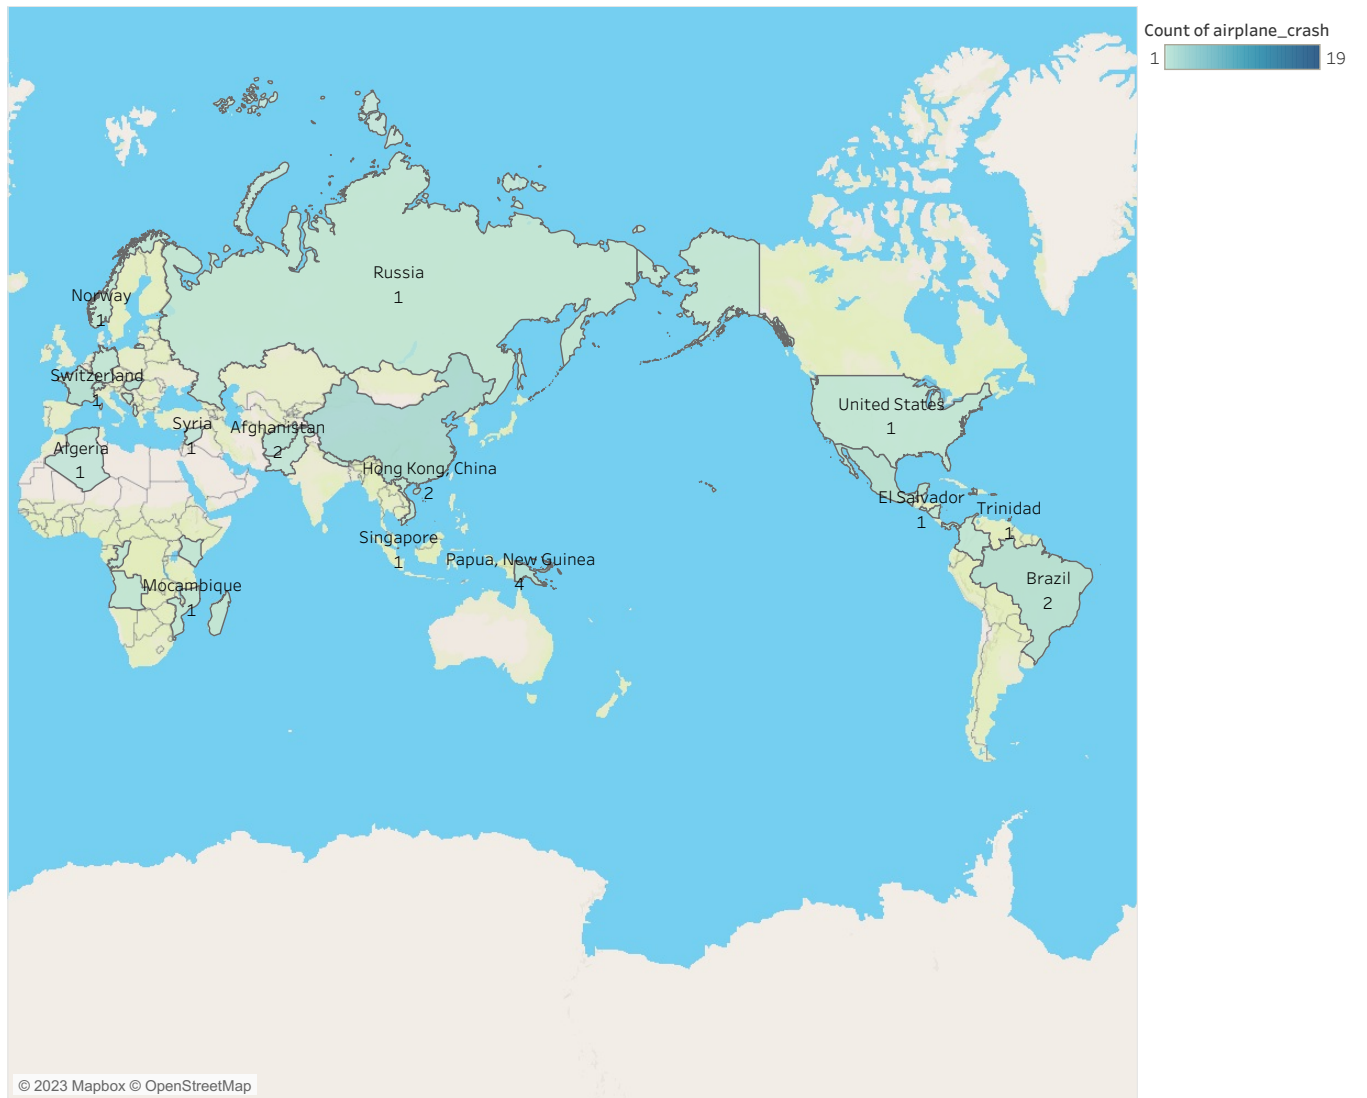 Count of airplane_crash
1 19
Russia
1
Norway
1
Switzerland
1
United States
1
Syria
1
Afghanistan
2
Algeria
1
Hong Kong, China
2
El Salvador
1
Trinidad
1
Singapore
1
Papua, New Guinea
4
Brazil
2
Mocambique
1
© 2023 Mapbox © OpenStreetMap